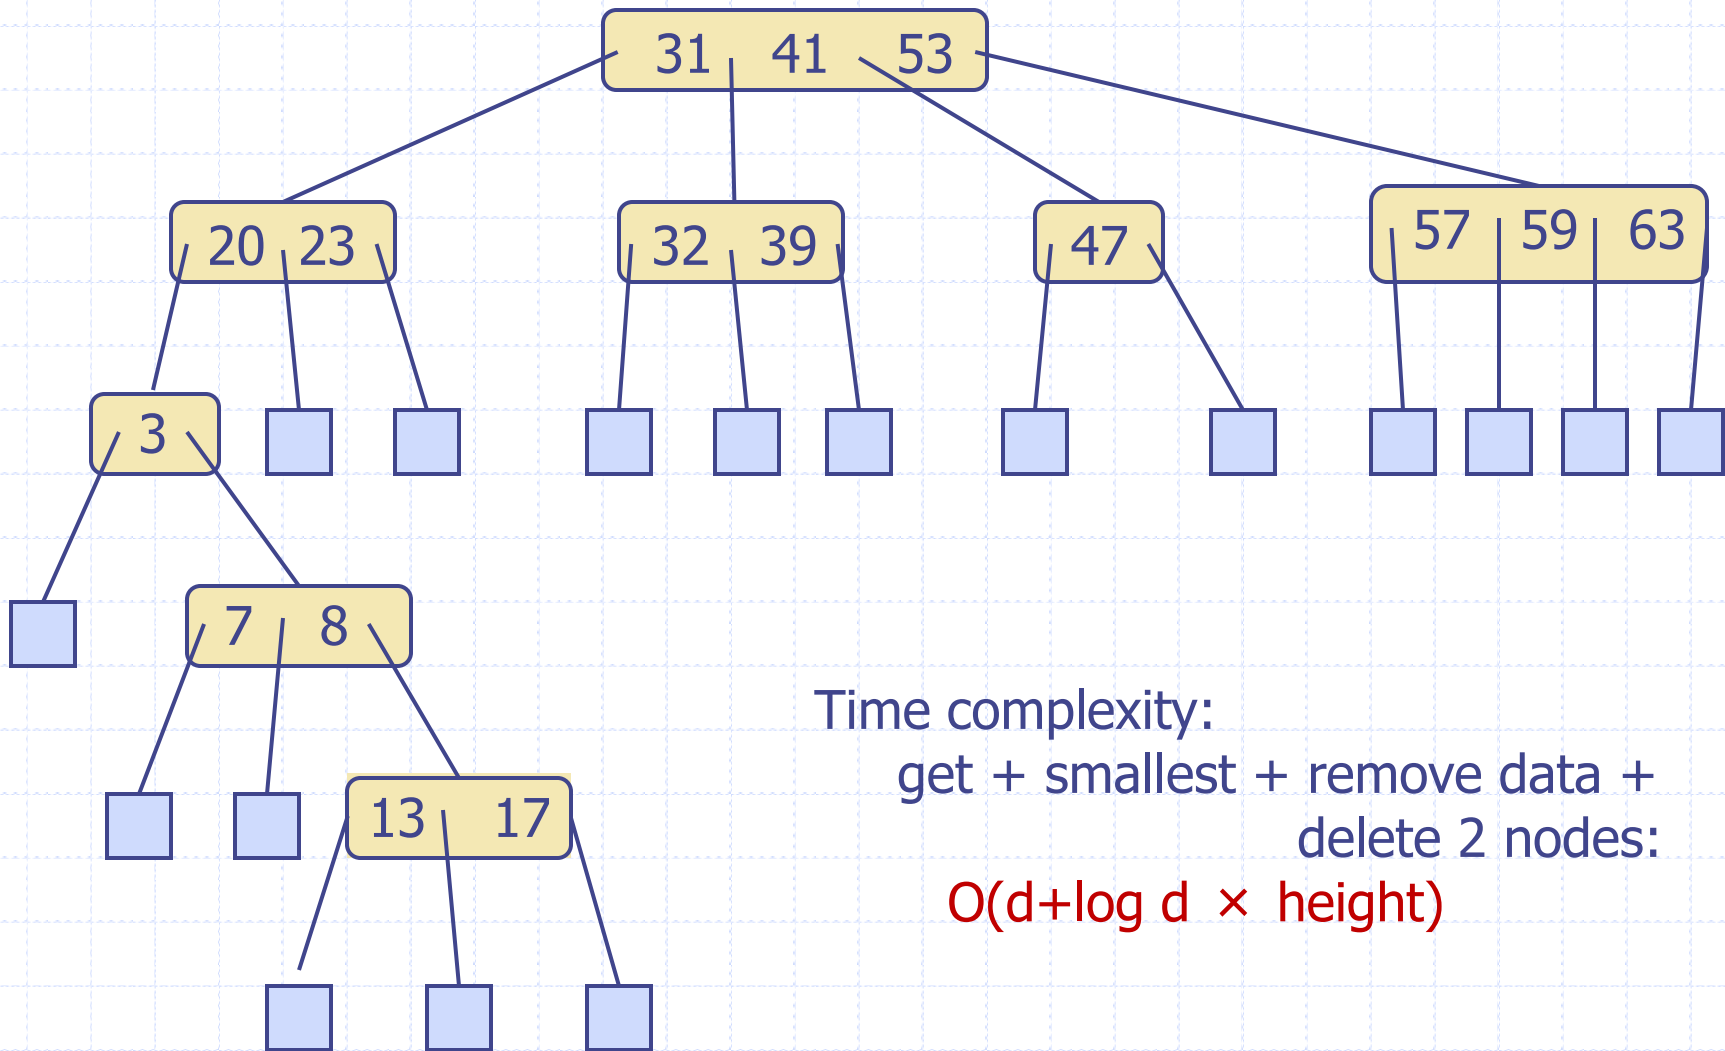 31 41 53
20 23
32 39
47
57 59 63
3
7 8
13 17
Time complexity:
get + smallest + remove data +
delete 2 nodes:
O(d+log d × height)